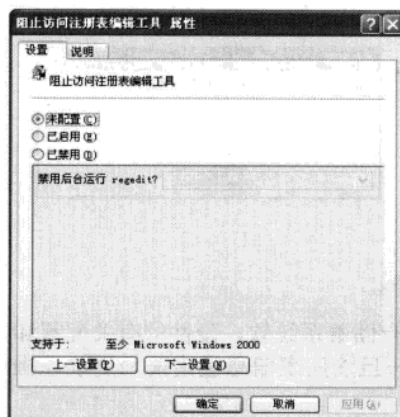 阻止访问注册表编辑工具 属性
设置 说明
阻止访问注册表编辑工具
未配置(C)
已启用(E)
已禁用(D)
禁用后台运行 regedit?
支持于: 至少 Microsoft Windows 2000
上一设置(P) 下一设置(N)
确定 取消 应用(A)